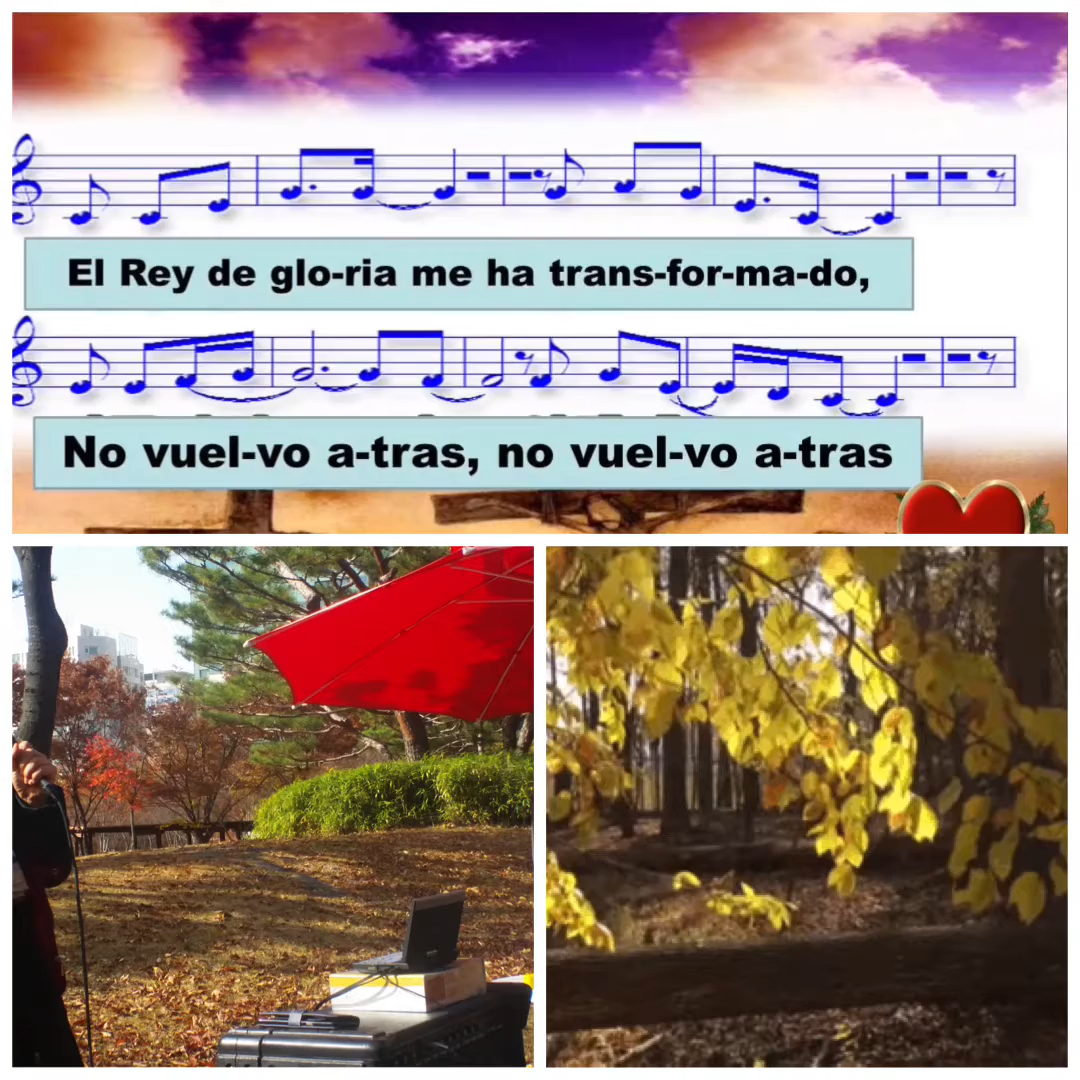 El Rey de glo-ria me ha trans-for-ma-do,
No vuel-vo a-tras, no vuel-vo a-tras